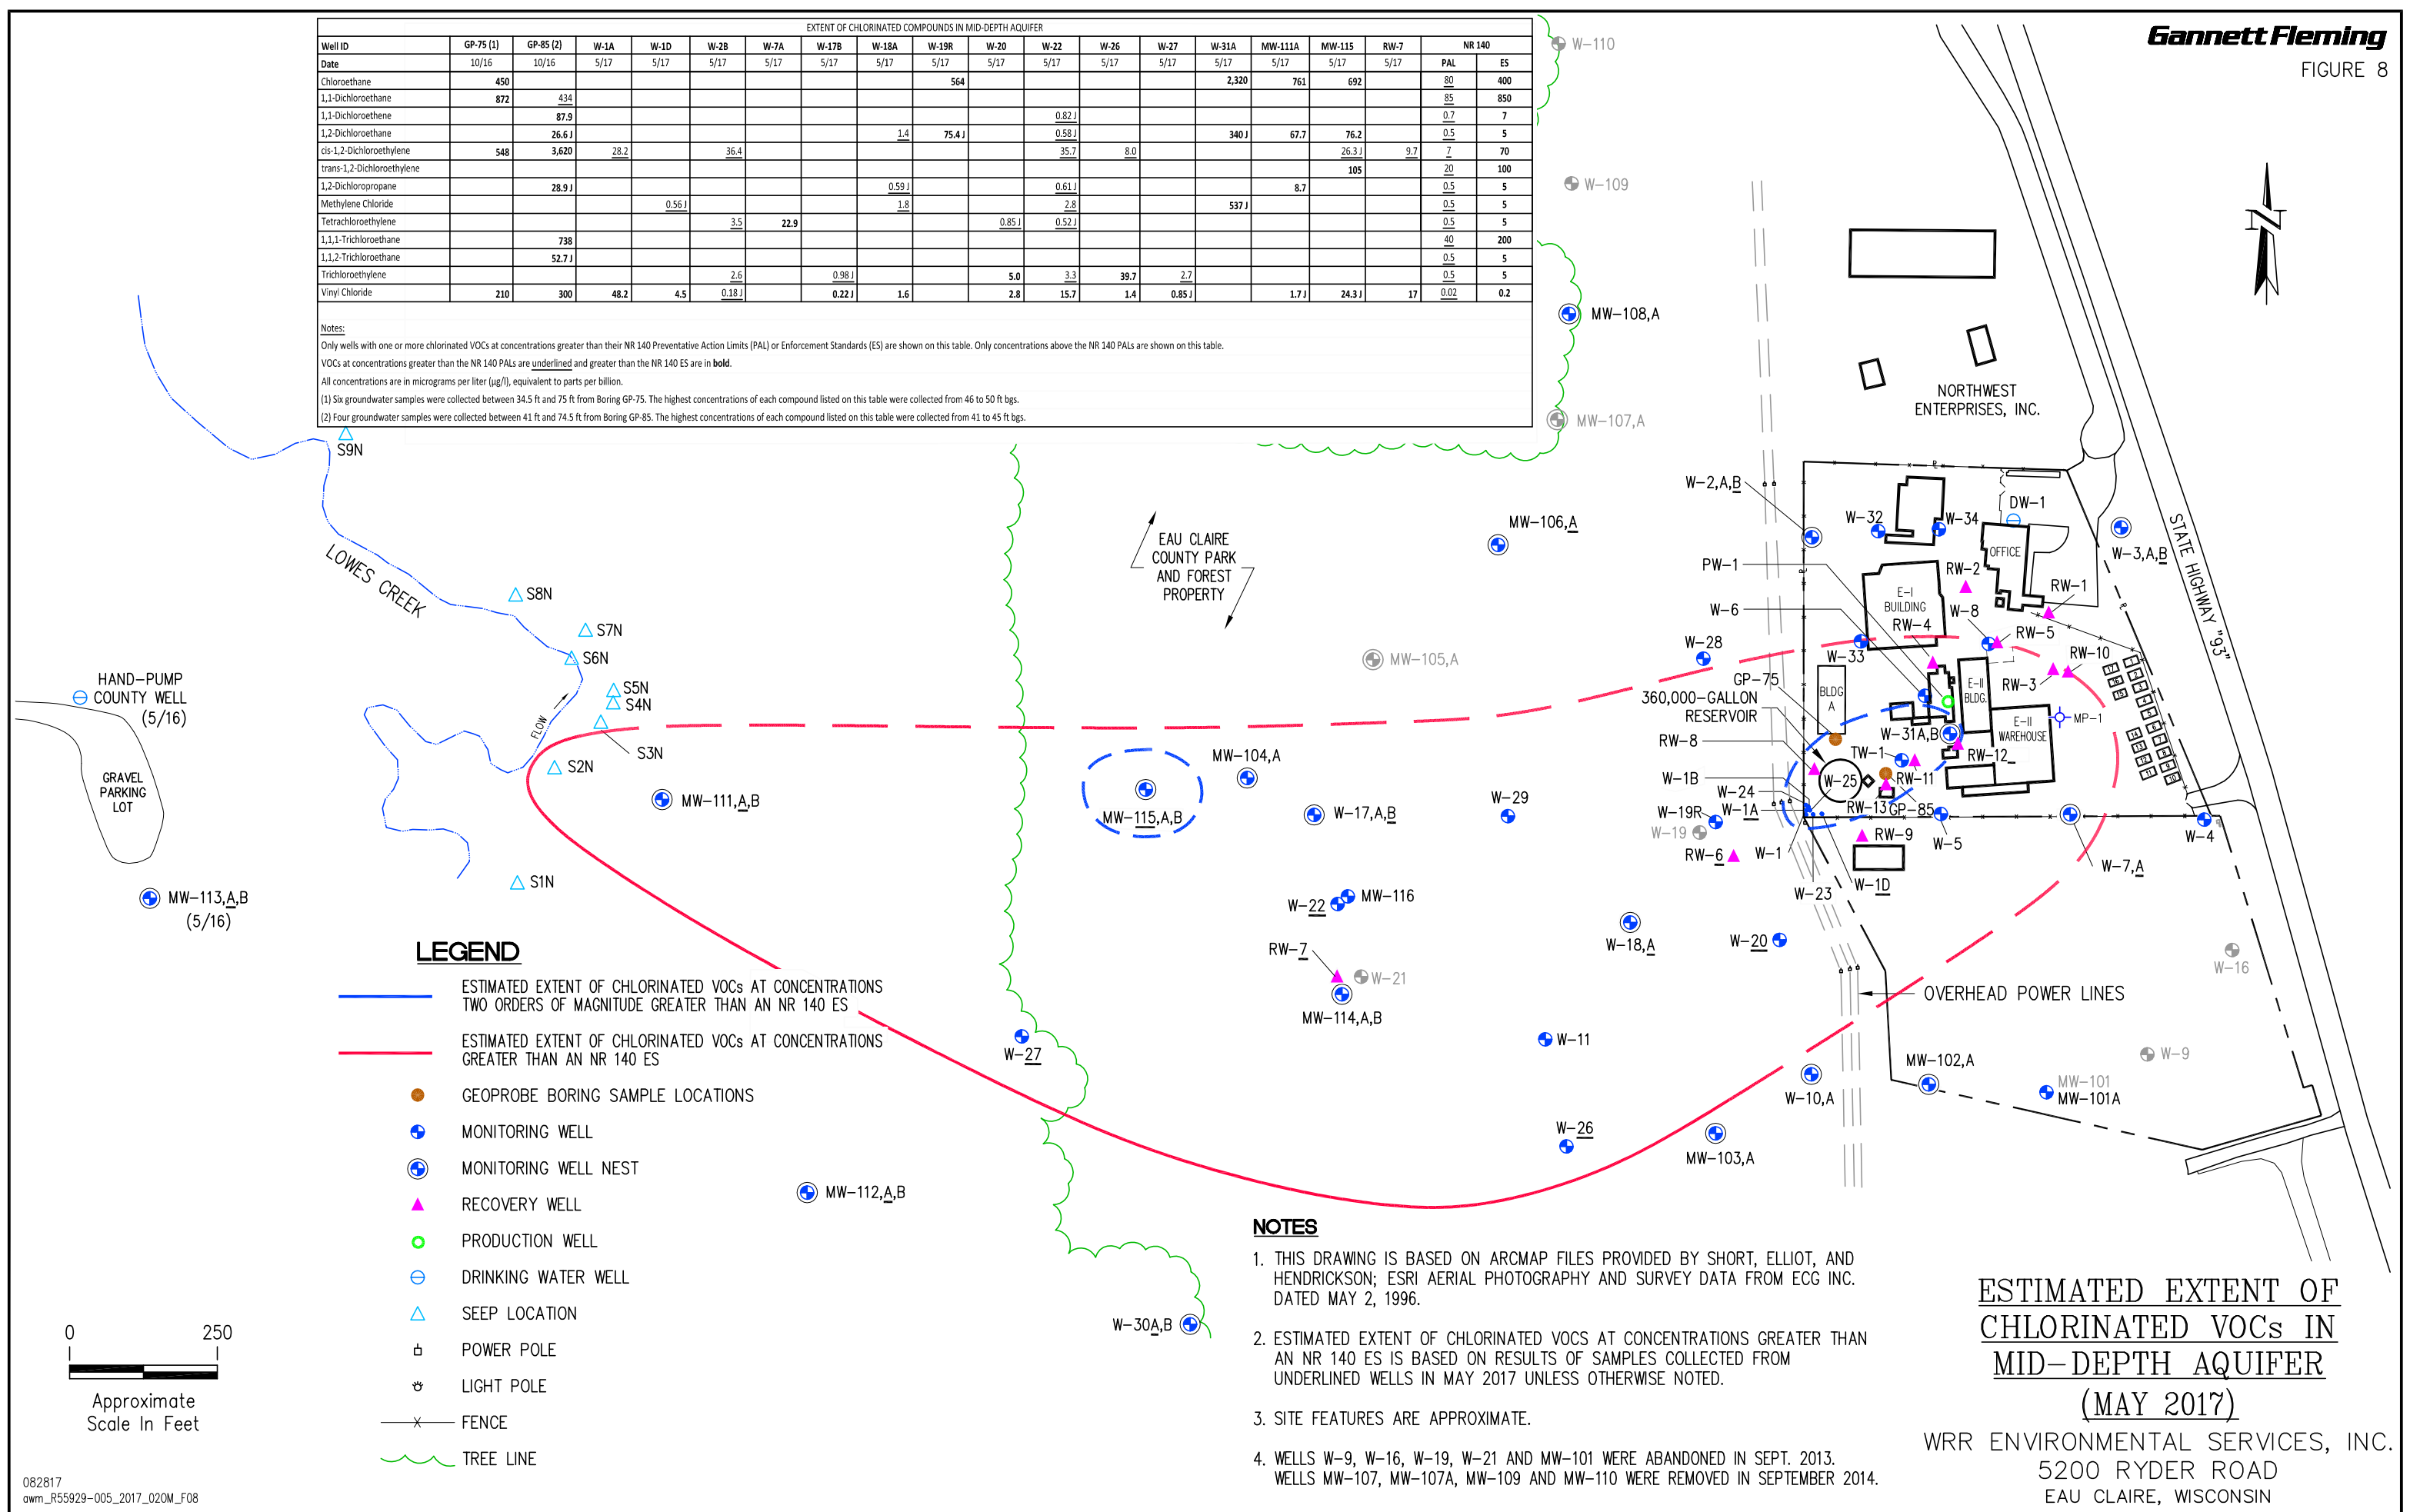 Gannett Fleming
FIGURE 8
EXTENT OF CHLORINATED COMPOUNDS IN MID-DEPTH AQUIFER
Well ID GP-75 (1) GP-85 (2) W-1A W-1D W-2B W-7A W-17B W-18A W-19R W-20 W-22 W-26 W-27 W-31A MW-111A MW-115 RW-7 NR 140
Date 10/16 10/16 5/17 5/17 5/17 5/17 5/17 5/17 5/17 5/17 5/17 5/17 5/17 5/17 5/17 5/17 5/17 PAL ES
Chloroethane 450 564 2,320 761 692 80 400
1,1-Dichloroethane 872 434 85 850
1,1-Dichloroethene 87.9 0.82 J 0.7 7
1,2-Dichloroethane 26.6 J 1.4 75.4 J 0.58 J 340 J 67.7 76.2 0.5 5
cis-1,2-Dichloroethylene 548 3,620 28.2 36.4 35.7 8.0 26.3 J 9.7 7 70
trans-1,2-Dichloroethylene 105 20 100
1,2-Dichloropropane 28.9 J 0.59 J 0.61 J 8.7 0.5 5
Methylene Chloride 0.56 J 1.8 2.8 537 J 0.5 5
Tetrachloroethylene 3.5 22.9 0.85 J 0.52 J 0.5 5
1,1,1-Trichloroethane 738 40 200
1,1,2-Trichloroethane 52.7 J 0.5 5
Trichloroethylene 2.6 0.98 J 5.0 3.3 39.7 2.7 0.5 5
Vinyl Chloride 210 300 48.2 4.5 0.18 J 0.22 J 1.6 2.8 15.7 1.4 0.85 J 1.7 J 24.3 J 17 0.02 0.2
Notes:
Only wells with one or more chlorinated VOCs at concentrations greater than their NR 140 Preventative Action Limits (PAL) or Enforcement Standards (ES) are shown on this table. Only concentrations above the NR 140 PALs are shown on this table.
VOCs at concentrations greater than the NR 140 PALs are underlined and greater than the NR 140 ES are in bold.
All concentrations are in micrograms per liter (µg/l), equivalent to parts per billion.
(1) Six groundwater samples were collected between 34.5 ft and 75 ft from Boring GP-75. The highest concentrations of each compound listed on this table were collected from 46 to 50 ft bgs.
(2) Four groundwater samples were collected between 41 ft and 74.5 ft from Boring GP-85. The highest concentrations of each compound listed on this table were collected from 41 to 45 ft bgs.
W-110
W-109
MW-108,A
MW-107,A
NORTHWEST
ENTERPRISES, INC.
N
STATE HIGHWAY "93"
S9N
LOWES CREEK
S8N
S7N
S6N
S5N
S4N
S3N
S2N
S1N
FLOW
HAND-PUMP
COUNTY WELL
(5/16)
GRAVEL
PARKING
LOT
MW-113,A,B
(5/16)
EAU CLAIRE
COUNTY PARK
AND FOREST
PROPERTY
MW-106,A
MW-105,A
MW-104,A
MW-111,A,B
MW-115,A,B
W-17,A,B
W-29
W-22
MW-116
RW-7
W-21
MW-114,A,B
W-27
W-11
W-26
MW-103,A
W-10,A
MW-102,A
MW-101
MW-101A
W-9
W-16
W-18,A
W-20
OVERHEAD POWER LINES
MW-112,A,B
W-30A,B
W-2,A,B
W-32
W-34
DW-1
OFFICE
W-3,A,B
PW-1
RW-2
RW-1
E-I
BUILDING
W-6
W-8
RW-4
RW-5
W-28
W-33
RW-10
RW-3
GP-75
BLDG
A
E-II
BLDG.
360,000-GALLON
RESERVOIR
MP-1
E-II
WAREHOUSE
W-31A,B
RW-8
TW-1
RW-12
W-1B
W-25
RW-11
W-24
RW-13
GP-85
W-19R
W-1A
W-19
RW-9
W-5
W-4
RW-6
W-1
W-7,A
W-1D
W-23
LEGEND
ESTIMATED EXTENT OF CHLORINATED VOCs AT CONCENTRATIONS
TWO ORDERS OF MAGNITUDE GREATER THAN AN NR 140 ES
ESTIMATED EXTENT OF CHLORINATED VOCs AT CONCENTRATIONS
GREATER THAN AN NR 140 ES
GEOPROBE BORING SAMPLE LOCATIONS
MONITORING WELL
MONITORING WELL NEST
RECOVERY WELL
PRODUCTION WELL
DRINKING WATER WELL
SEEP LOCATION
POWER POLE
LIGHT POLE
FENCE
TREE LINE
0 250
Approximate
Scale In Feet
082817
awm_R55929-005_2017_020M_F08
NOTES
1. THIS DRAWING IS BASED ON ARCMAP FILES PROVIDED BY SHORT, ELLIOT, AND
HENDRICKSON; ESRI AERIAL PHOTOGRAPHY AND SURVEY DATA FROM ECG INC.
DATED MAY 2, 1996.
2. ESTIMATED EXTENT OF CHLORINATED VOCS AT CONCENTRATIONS GREATER THAN
AN NR 140 ES IS BASED ON RESULTS OF SAMPLES COLLECTED FROM
UNDERLINED WELLS IN MAY 2017 UNLESS OTHERWISE NOTED.
3. SITE FEATURES ARE APPROXIMATE.
4. WELLS W-9, W-16, W-19, W-21 AND MW-101 WERE ABANDONED IN SEPT. 2013.
WELLS MW-107, MW-107A, MW-109 AND MW-110 WERE REMOVED IN SEPTEMBER 2014.
ESTIMATED EXTENT OF
CHLORINATED VOCs IN
MID-DEPTH AQUIFER
(MAY 2017)
WRR ENVIRONMENTAL SERVICES, INC.
5200 RYDER ROAD
EAU CLAIRE, WISCONSIN